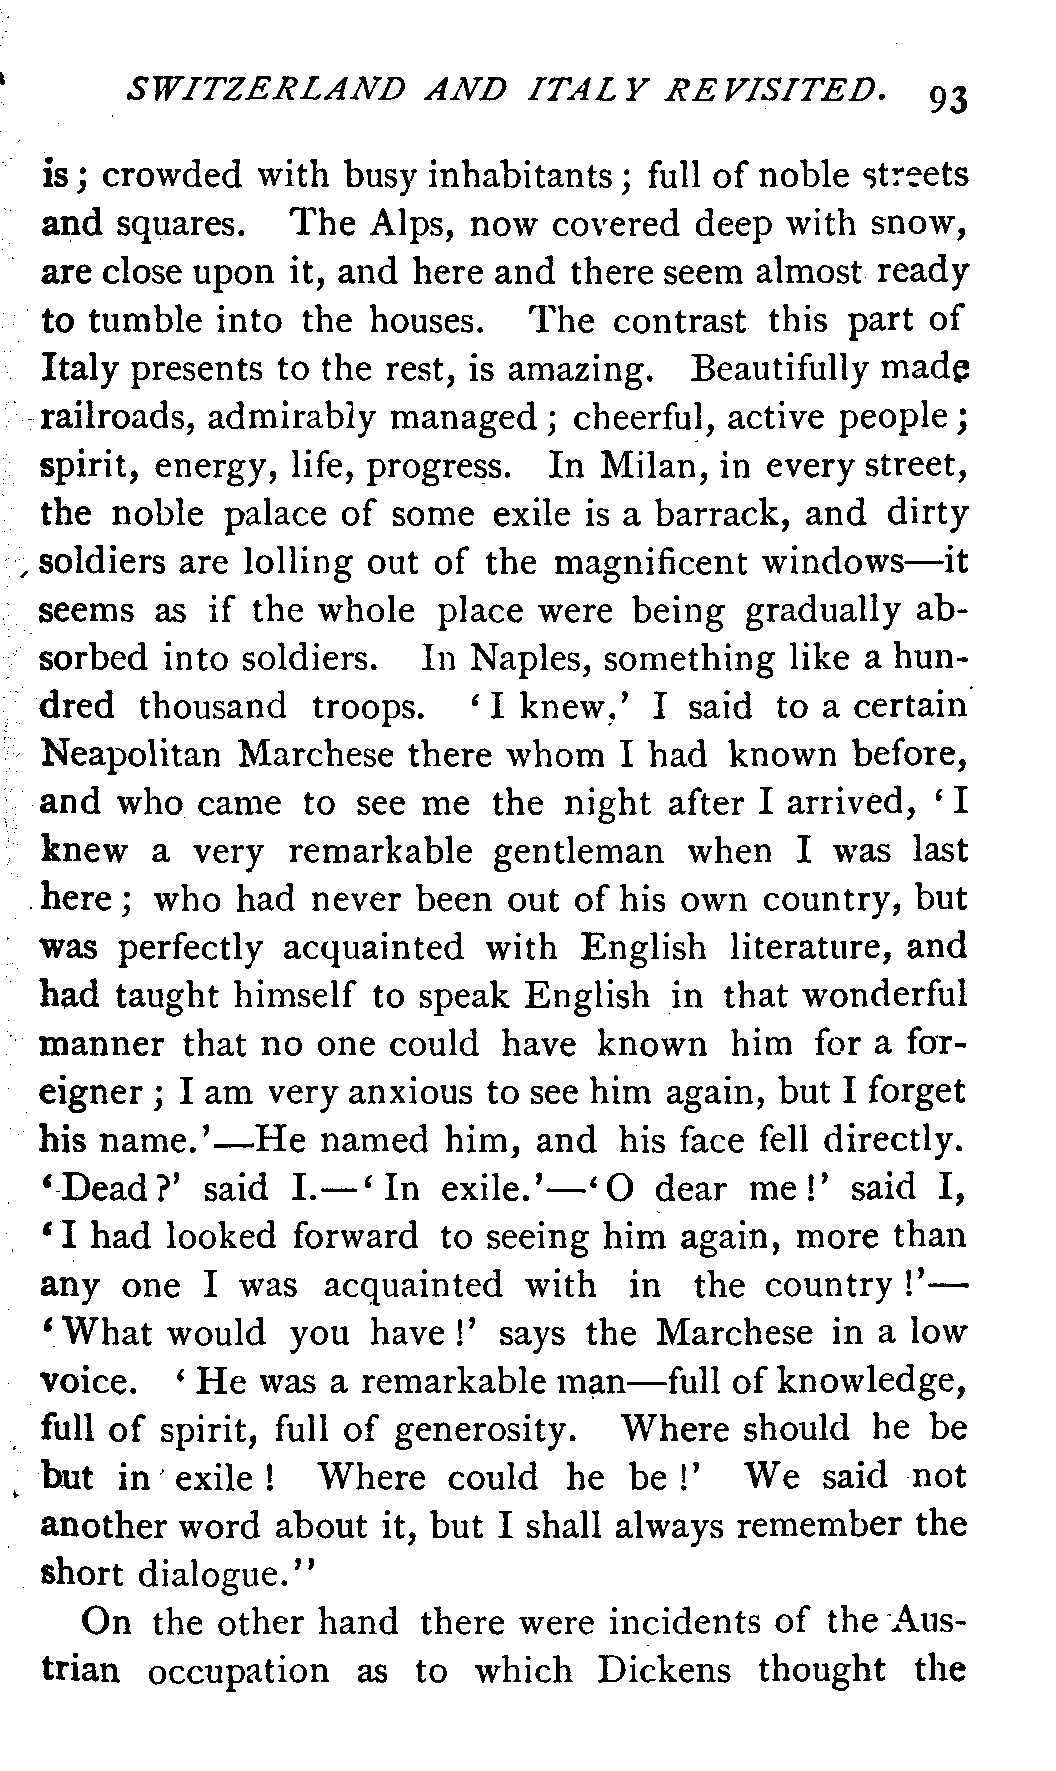 SWITZERLAND AND ITALY REVISITED. 93
is; crowded with busy inhabitants; full of noble streets
and squares. The Alps, now covered deep with snow,
are close upon it, and here and there seem almost ready
to tumble into the houses. The contrast this part of
Italy presents to the rest, is amazing. Beautifully made
railroads, admirably managed; cheerful, active people;
spirit, energy, life, progress. In Milan, in every street,
the noble palace of some exile is a barrack, and dirty
soldiers are lolling out of the magnificent windows—it
seems as if the whole place were being gradually ab-
sorbed into soldiers. In Naples, something like a hun-
dred thousand troops. ‘I knew,’ I said to a certain
Neapolitan Marchese there whom I had known before,
and who came to see me the night after I arrived, ‘I
knew a very remarkable gentleman when I was last
here; who had never been out of his own country, but
was perfectly acquainted with English literature, and
had taught himself to speak English in that wonderful
manner that no one could have known him for a for-
eigner; I am very anxious to see him again, but I forget
his name.’—He named him, and his face fell directly.
‘Dead?’ said I.—‘In exile.’—‘O dear me!’ said I,
‘I had looked forward to seeing him again, more than
any one I was acquainted with in the country!’—
‘What would you have!’ says the Marchese in a low
voice. ‘He was a remarkable man—full of knowledge,
full of spirit, full of generosity. Where should he be
but in exile! Where could he be!’ We said not
another word about it, but I shall always remember the
short dialogue.”
On the other hand there were incidents of the Aus-
trian occupation as to which Dickens thought the